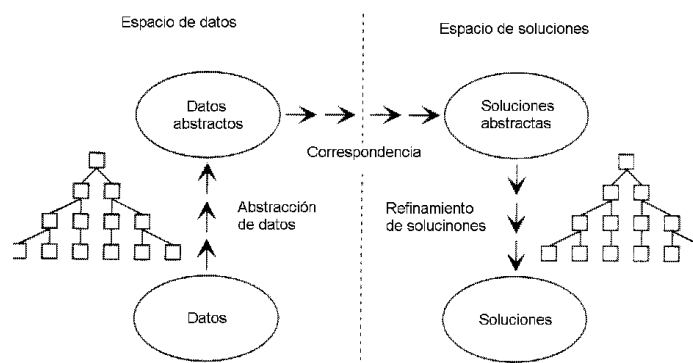 Espacio de datos
Espacio de soluciones
Datos
abstractos
Soluciones
abstractas
Correspondencia
Abstracción
de datos
Refinamiento
de solucinones
Datos
Soluciones